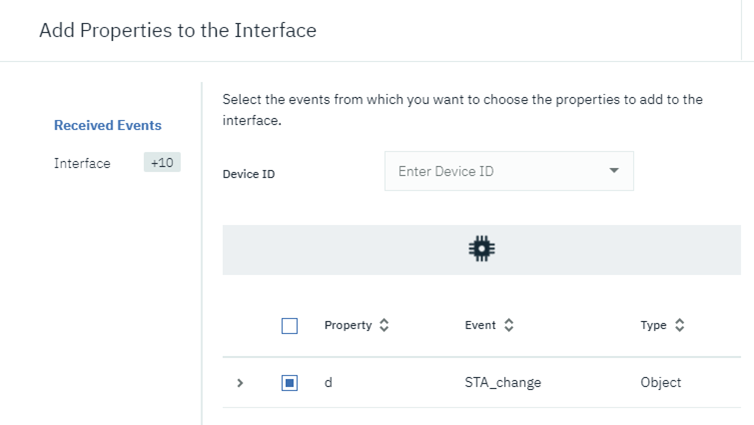 Add Properties to the Interface
Received Events
Interface +10
Select the events from which you want to choose the properties to add to the
interface.
Device ID Enter Device ID
Property Event Type
d STA_change Object